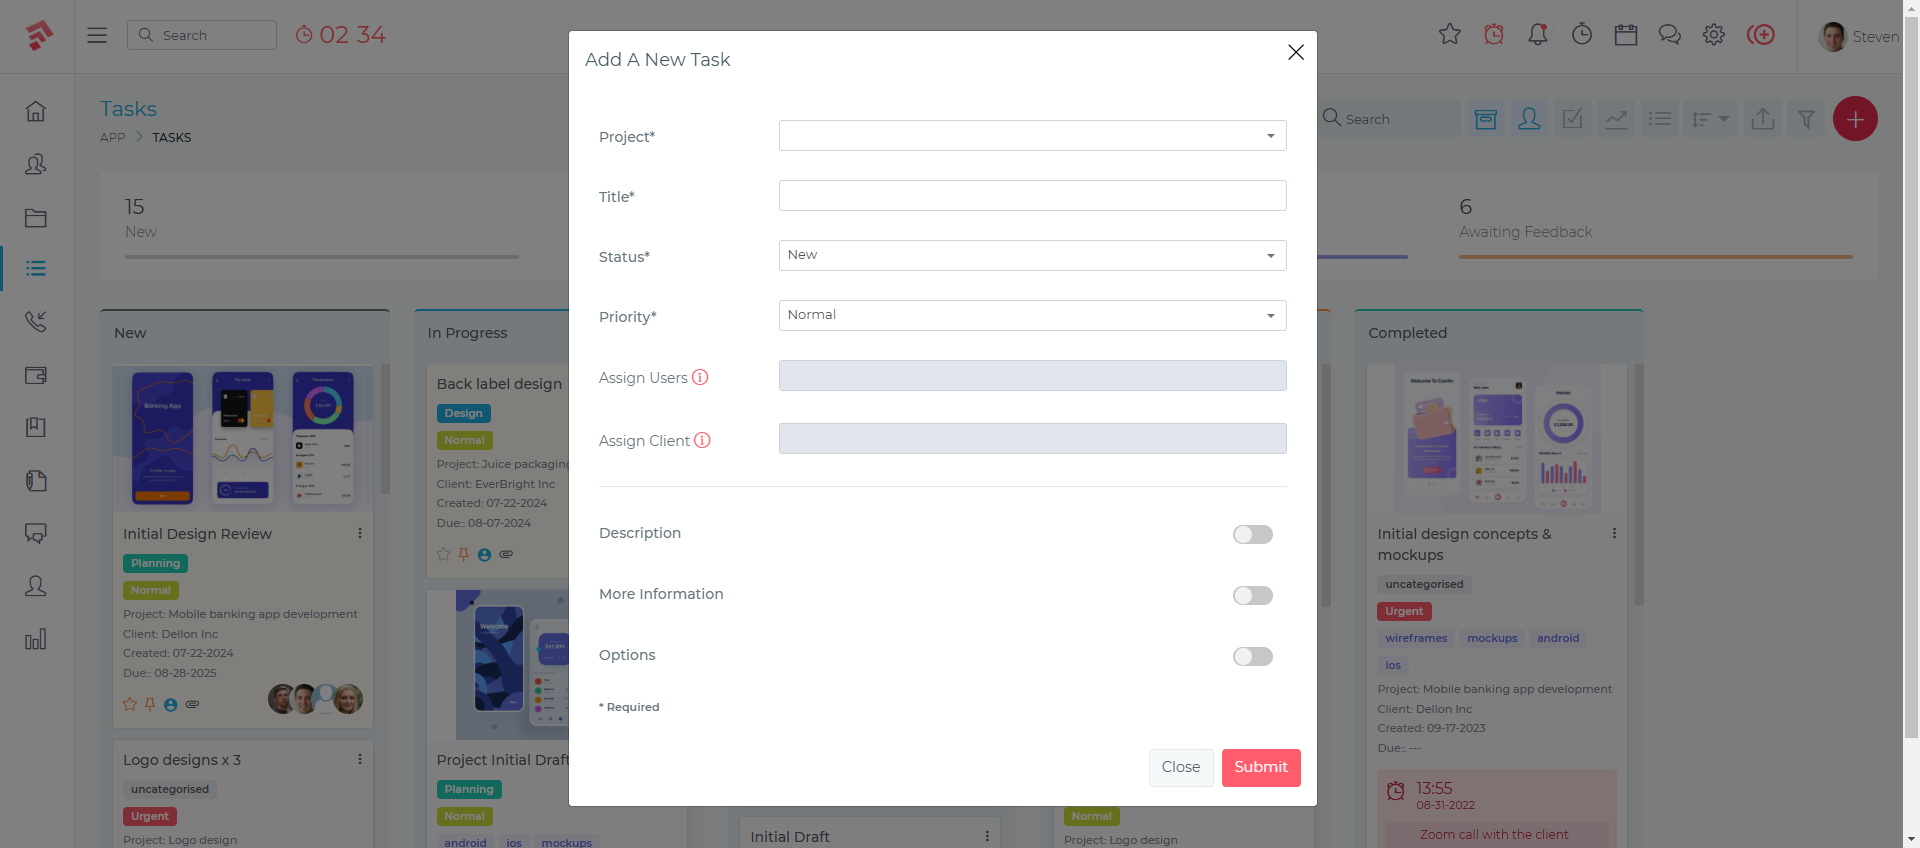 Search
02 34
Steven
Tasks
APP > TASKS
Search
15
New
6
Awaiting Feedback
New
Banking App
Initial Design Review
Planning
Normal
Project: Mobile banking app development
Client: Dellon Inc
Created: 07-22-2024
Due:: 08-28-2025
Logo designs x 3
uncategorised
Urgent
Project: Logo design
In Progress
Back label design
Design
Normal
Project: Juice packaging
Client: EverBright Inc
Created: 07-22-2024
Due:: 08-07-2024
Welcome
$41,891
Project Initial Draft
Planning
Normal
android ios mockups
Initial Draft
Normal
Project: Logo design
Add A New Task
Project*
Title*
Status*
New
Priority*
Normal
Assign Users
Assign Client
Description
More Information
Options
* Required
Close
Submit
Completed
Initial design concepts &
mockups
uncategorised
Urgent
wireframes mockups android
ios
Project: Mobile banking app development
Client: Dellon Inc
Created: 09-17-2023
Due:: ---
13:55
08-31-2022
Zoom call with the client